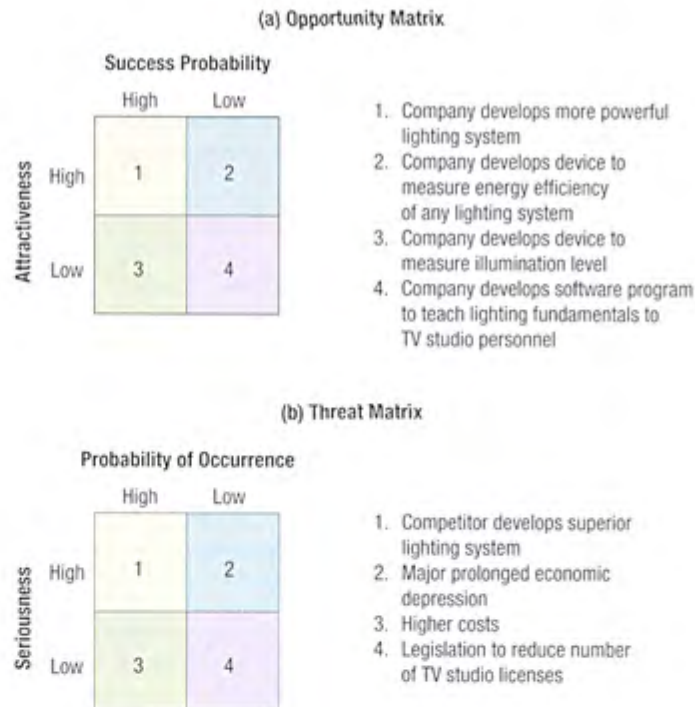 (a) Opportunity Matrix
Success Probability
High Low
Attractiveness
High 1 2
Low 3 4
1. Company develops more powerful
lighting system
2. Company develops device to
measure energy efficiency
of any lighting system
3. Company develops device to
measure illumination level
4. Company develops software program
to teach lighting fundamentals to
TV studio personnel
(b) Threat Matrix
Probability of Occurrence
High Low
Seriousness
High 1 2
Low 3 4
1. Competitor develops superior
lighting system
2. Major prolonged economic
depression
3. Higher costs
4. Legislation to reduce number
of TV studio licenses